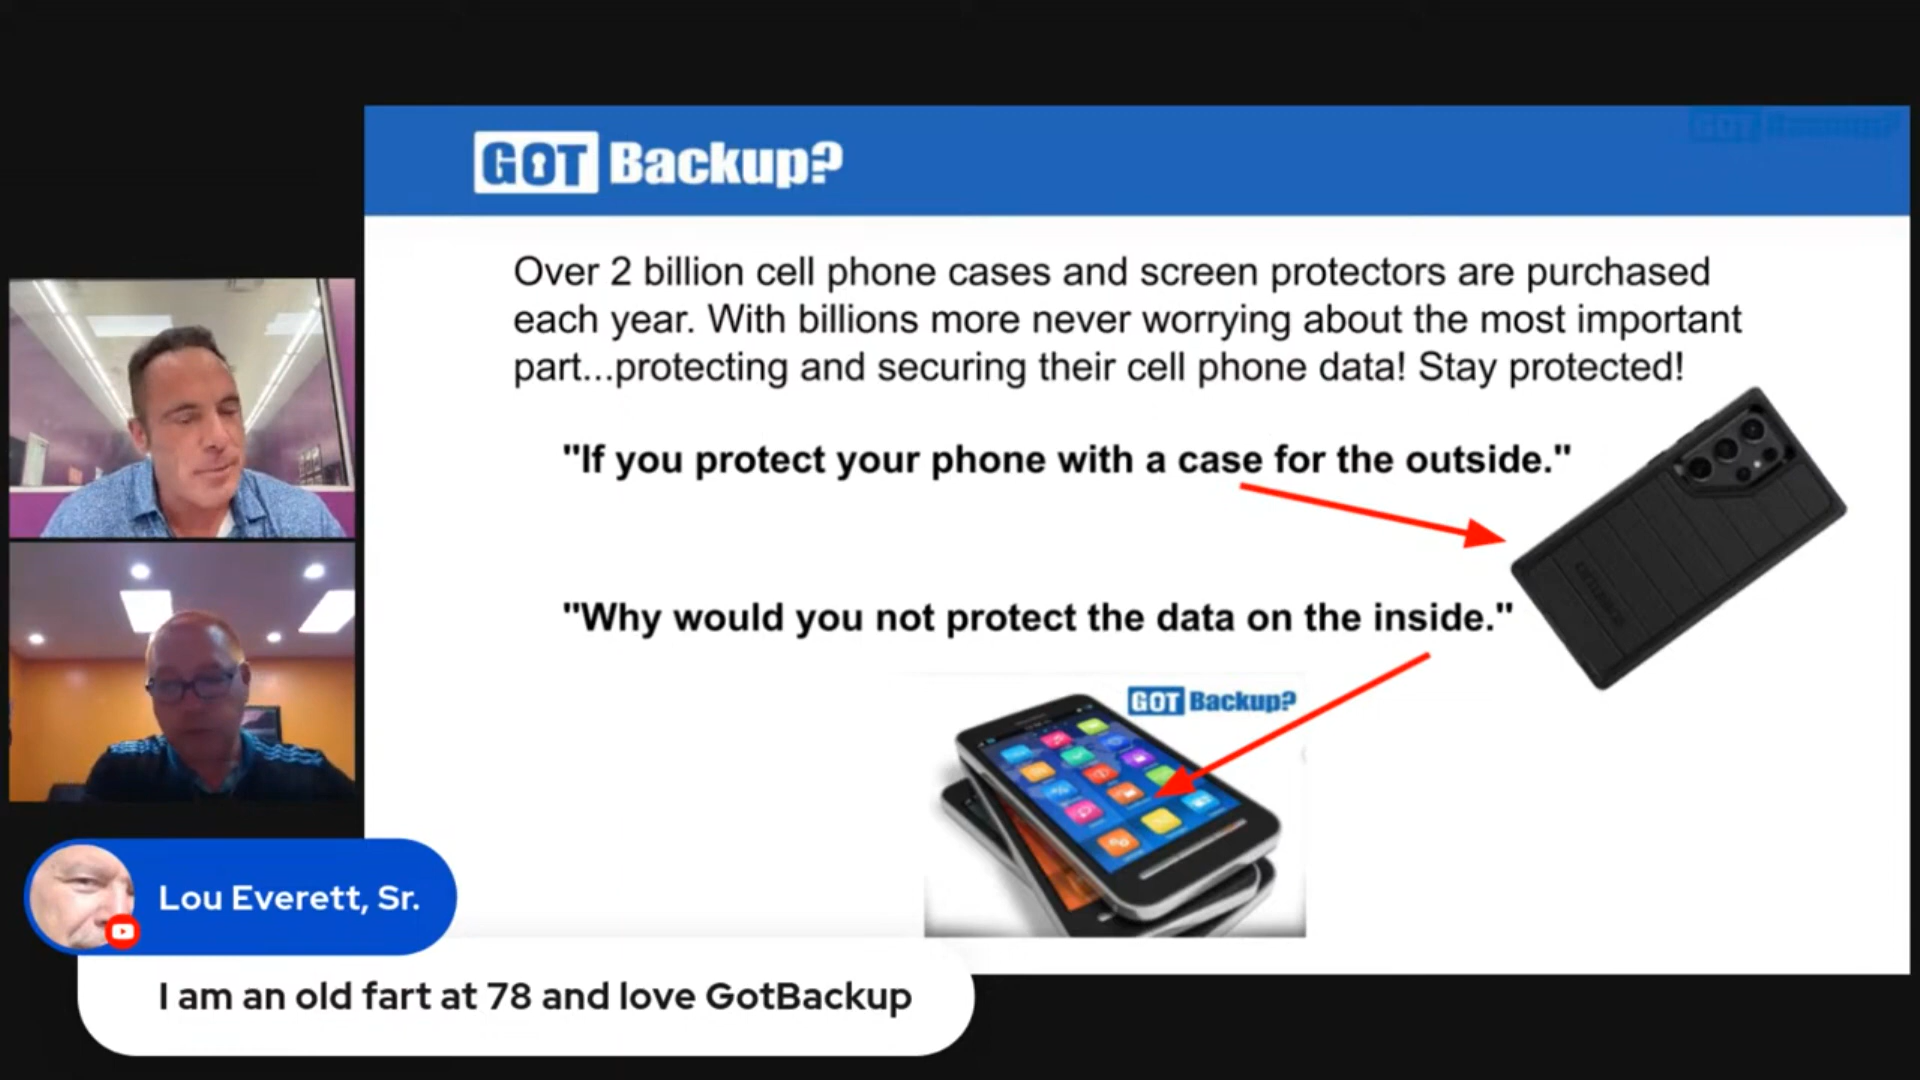 GOT Backup?
GOT Backup?
Over 2 billion cell phone cases and screen protectors are purchased
each year. With billions more never worrying about the most important
part...protecting and securing their cell phone data! Stay protected!
"If you protect your phone with a case for the outside."
"Why would you not protect the data on the inside."
GOT Backup?
Lou Everett, Sr.
I am an old fart at 78 and love GotBackup